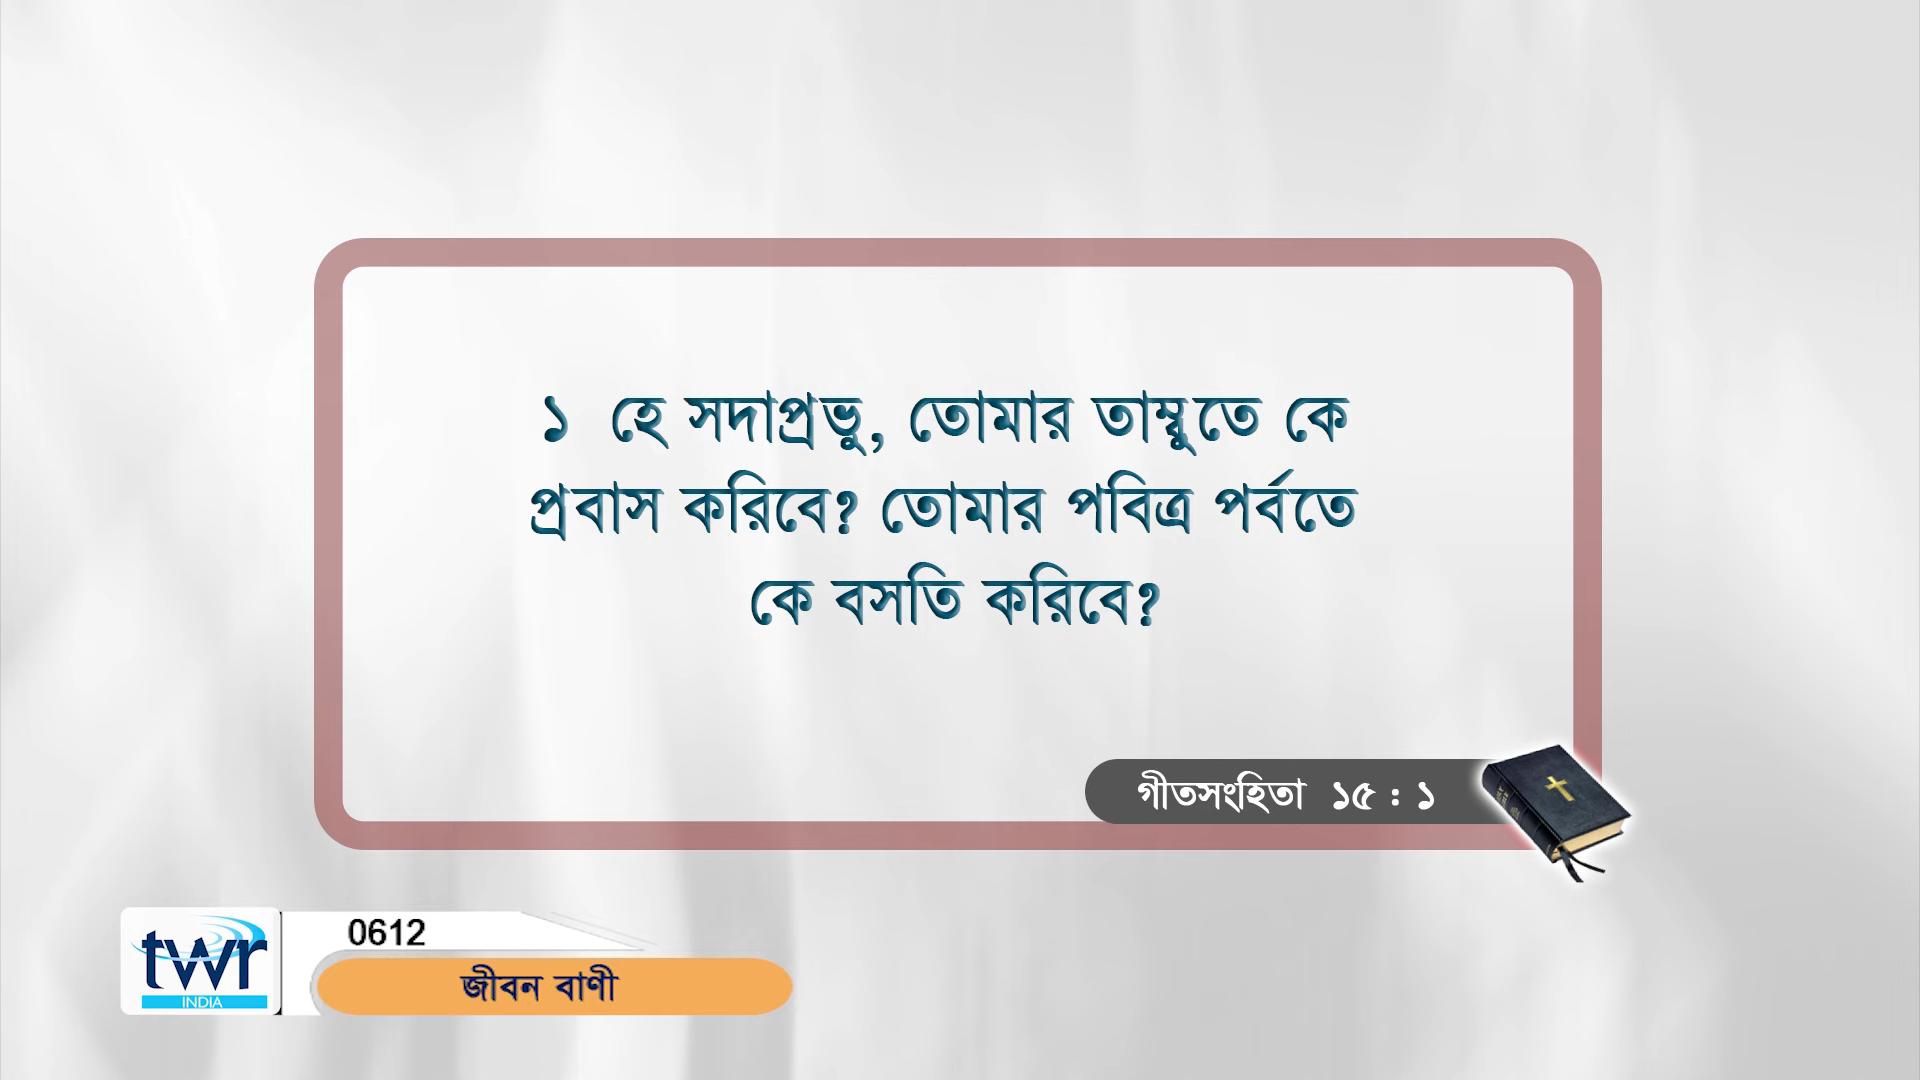 ১ হে সদাপ্রভু, তোমার তাম্বুতে কে
প্রবাস করিবে? তোমার পবিত্র পর্বতে
কে বসতি করিবে?
গীতসংহিতা ১৫ : ১
twr
INDIA
0612
জীবন বাণী